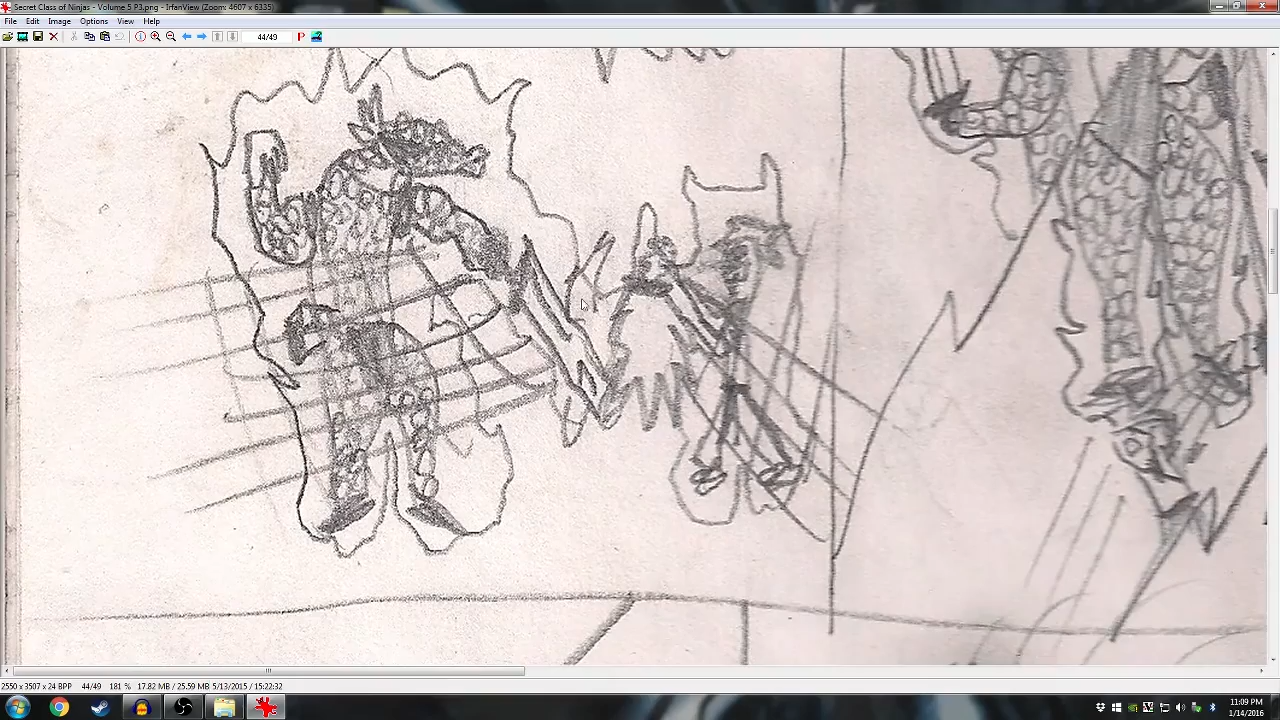 Secret Class of Ninjas - Volume 5 P3.png - IrfanView (Zoom: 4607 x 6335)
File Edit Image Options View Help
44/49
2550 x 3507 x 24 BPP 44/49 181 % 17.82 MB / 25.59 MB 5/13/2015 / 15:22:32
11:09 PM
1/14/2016